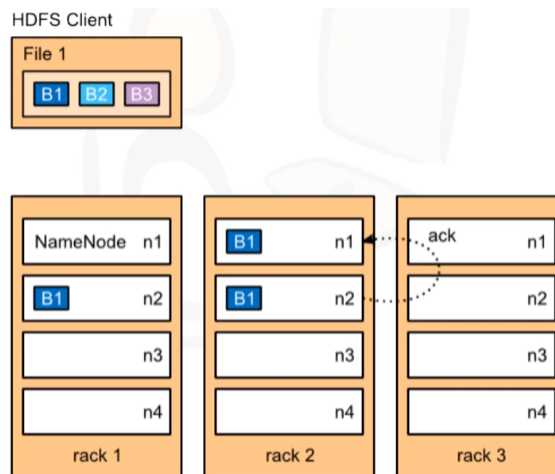 HDFS Client
File 1
B1 B2 B3
NameNode n1
B1 n2
n3
n4
rack 1
B1 n1
B1 n2
n3
n4
rack 2
ack n1
n2
n3
n4
rack 3